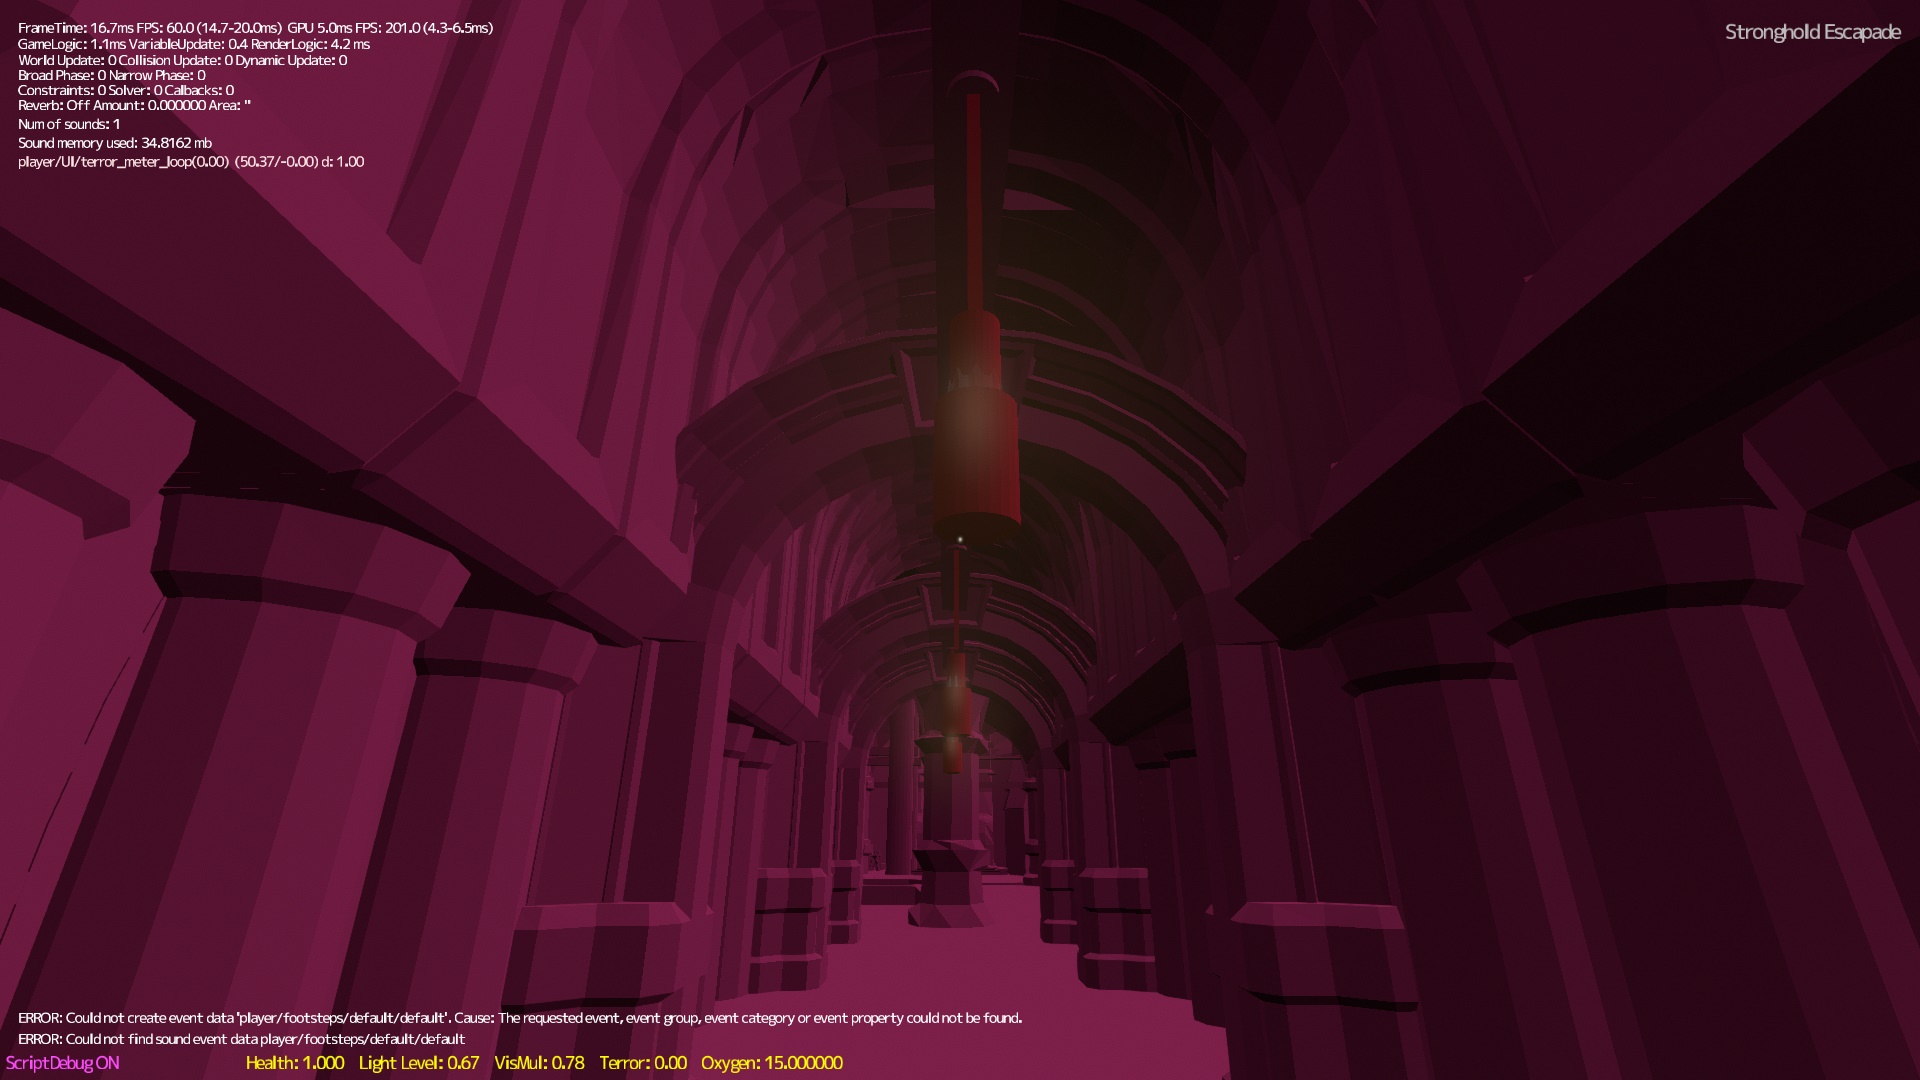 FrameTime: 16.7ms FPS: 60.0 (14.7-20.0ms) GPU 5.0ms FPS: 201.0 (4.3-6.5ms)
Stronghold Escapade
GameLogic: 1.1ms VariableUpdate: 0.4 RenderLogic: 4.2 ms
World Update: 0 Collision Update: 0 Dynamic Update: 0
Broad Phase: 0 Narrow Phase: 0
Constraints: 0 Solver: 0 Calbacks: 0
Reverb: Off Amount: 0.000000 Area: ''
Num of sounds: 1
Sound memory used: 34.8162 mb
player/UI/terror_meter_loop(0.00) (50.37/-0.00) d: 1.00
ERROR: Could not create event data 'player/footsteps/default/default'. Cause: The requested event, event group, event category or event property could not be found.
ERROR: Could not find sound event data player/footsteps/default/default
ScriptDebug ON Health: 1.000 Light Level: 0.67 VisMul: 0.78 Terror: 0.00 Oxygen: 15.000000